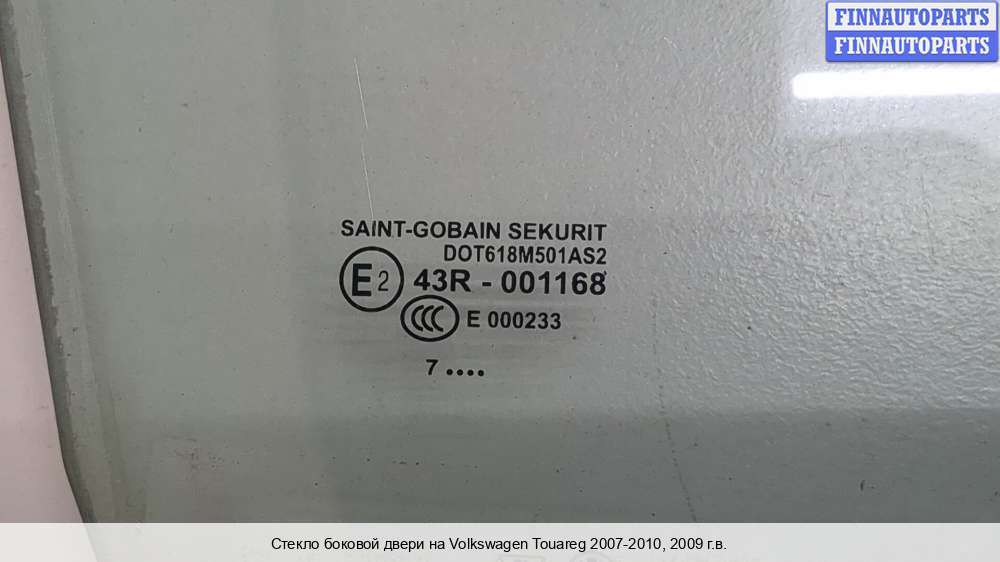 FINNAUTOPARTS
FINNAUTOPARTS
SAINT-GOBAIN SEKURIT
DOT618M501AS2
E2 43R - 001168
CCC E 000233
7 ....
Стекло боковой двери на Volkswagen Touareg 2007-2010, 2009 г.в.